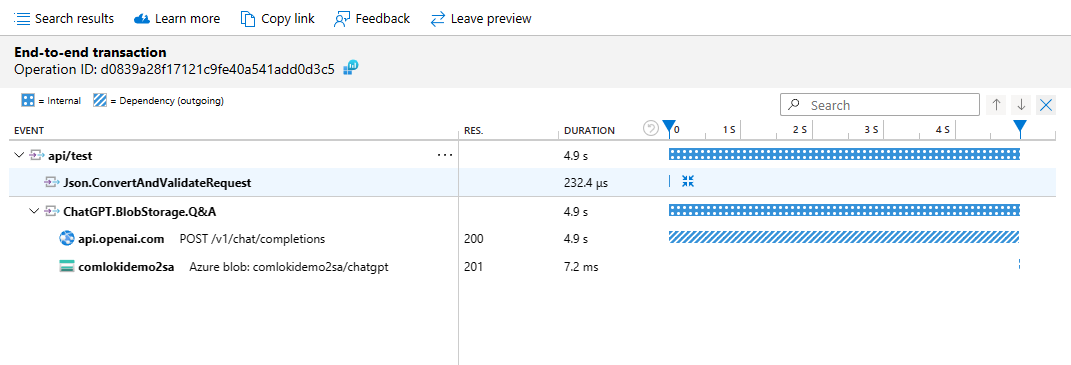 Search results Learn more Copy link Feedback Leave preview
End-to-end transaction
Operation ID: d0839a28f17121c9fe40a541add0d3c5
= Internal = Dependency (outgoing) Search
EVENT RES. DURATION 0 1 S 2 S 3 S 4 S
api/test ... 4.9 s
Json.ConvertAndValidateRequest 232.4 µs
ChatGPT.BlobStorage.Q&A 4.9 s
api.openai.com POST /v1/chat/completions 200 4.9 s
comlokidemo2sa Azure blob: comlokidemo2sa/chatgpt 201 7.2 ms